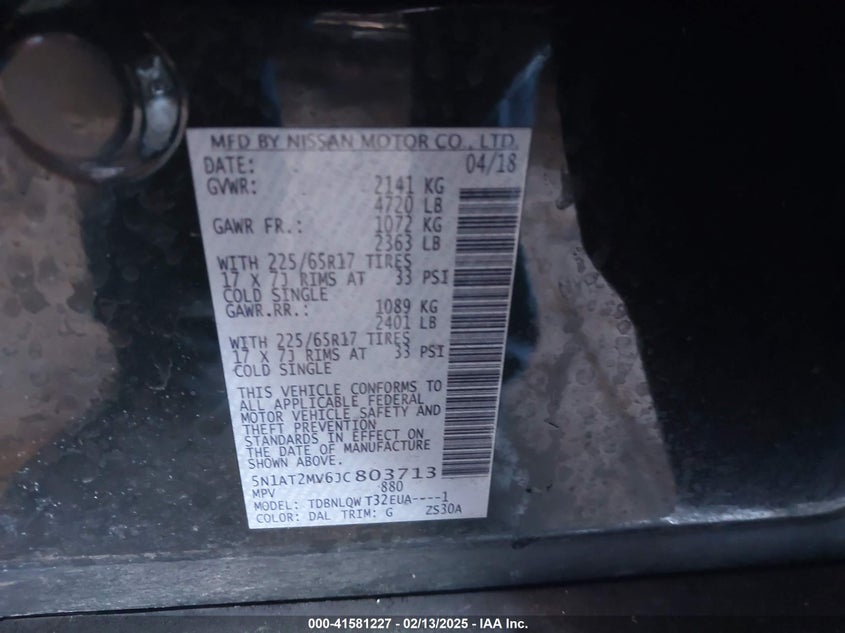 MFD BY NISSAN MOTOR CO., LTD.
DATE: 04/18
GVWR: 2141 KG
4720 LB
GAWR FR.: 1072 KG
2363 LB
WITH 225/65R17 TIRES
17 X 7J RIMS AT 33 PSI
COLD SINGLE
GAWR.RR.: 1089 KG
2401 LB
WITH 225/65R17 TIRES
17 X 7J RIMS AT 33 PSI
COLD SINGLE
THIS VEHICLE CONFORMS TO
ALL APPLICABLE FEDERAL
MOTOR VEHICLE SAFETY AND
THEFT PREVENTION
STANDARDS IN EFFECT ON
THE DATE OF MANUFACTURE
SHOWN ABOVE.
5N1AT2MV6JC803713
MPV 880
MODEL: TDBNLQW T32EUA----1
COLOR: DAL TRIM: G ZS30A
000-41581227 - 02/13/2025 - IAA Inc.